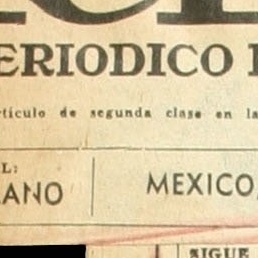 ERIODICO
rtículo de segunda clase en la
L:
ANO MEXICO,
SIGUE